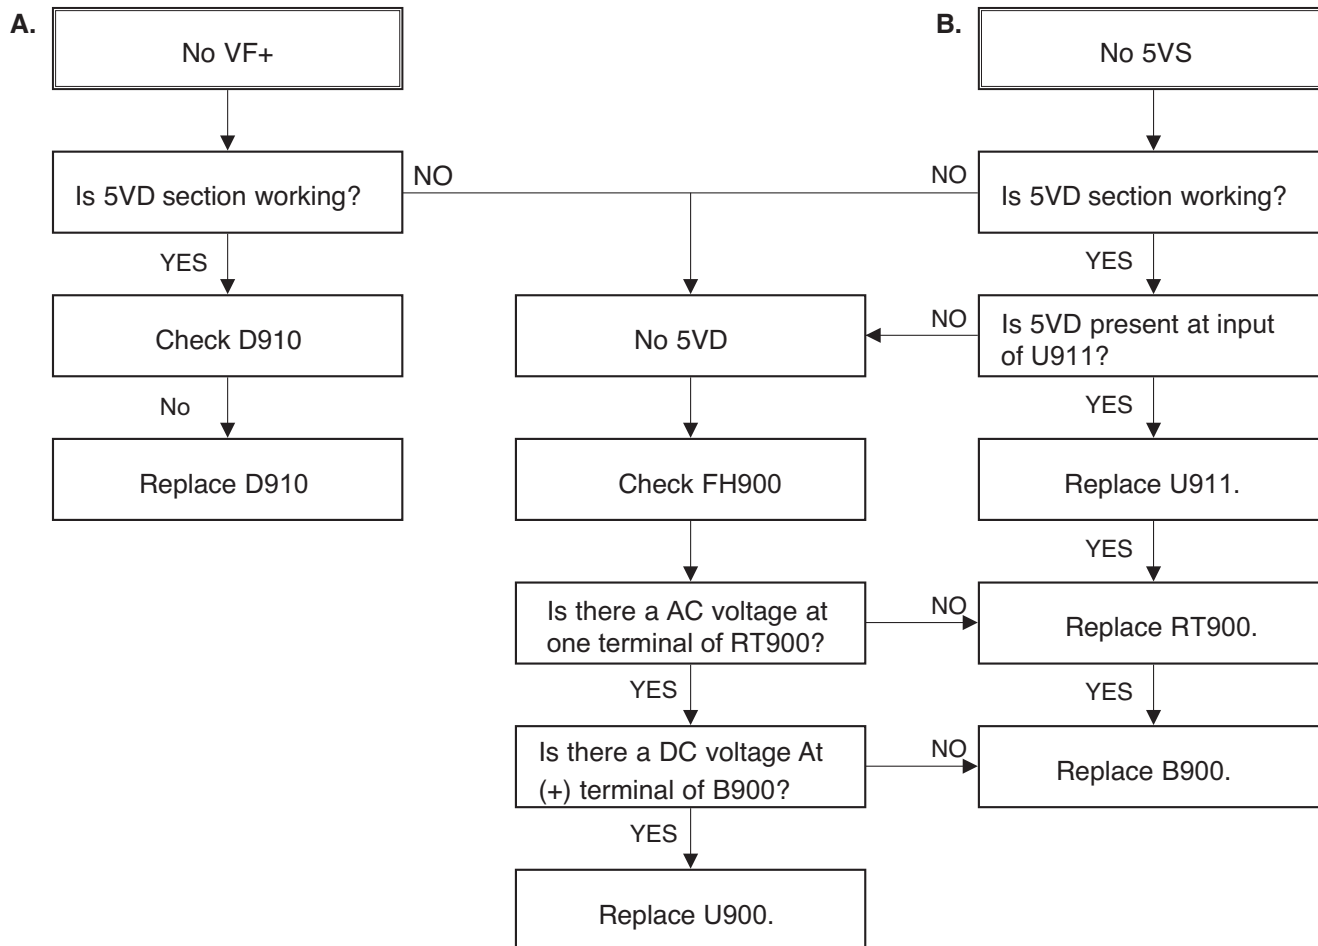 A.
No VF+
Is 5VD section working?
NO
YES
Check D910
No
Replace D910
B.
No 5VS
NO
Is 5VD section working?
YES
Is 5VD present at input
of U911?
NO
YES
Replace U911.
YES
Replace RT900.
YES
Replace B900.
No 5VD
Check FH900
Is there a AC voltage at
one terminal of RT900?
NO
YES
Is there a DC voltage At
(+) terminal of B900?
NO
YES
Replace U900.